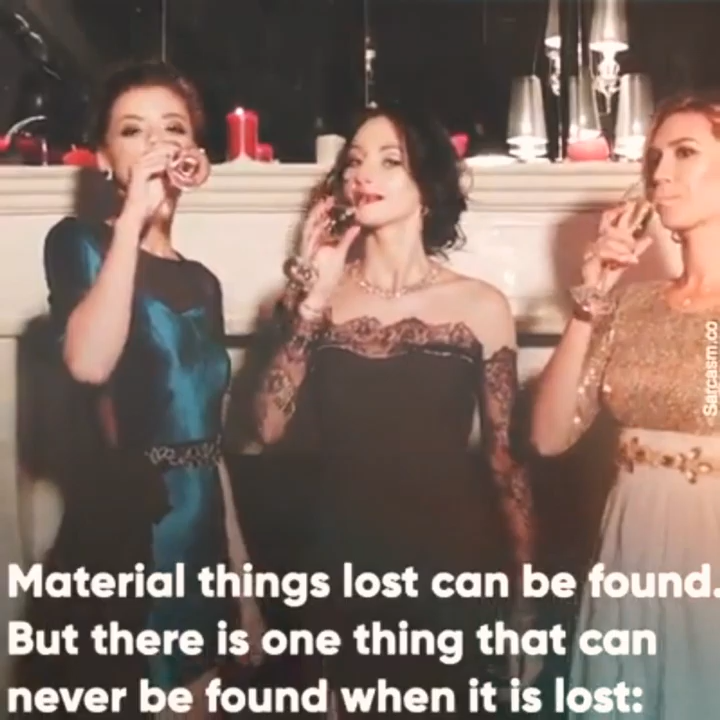 Sarcasm.co
Material things lost can be found.
But there is one thing that can
never be found when it is lost: